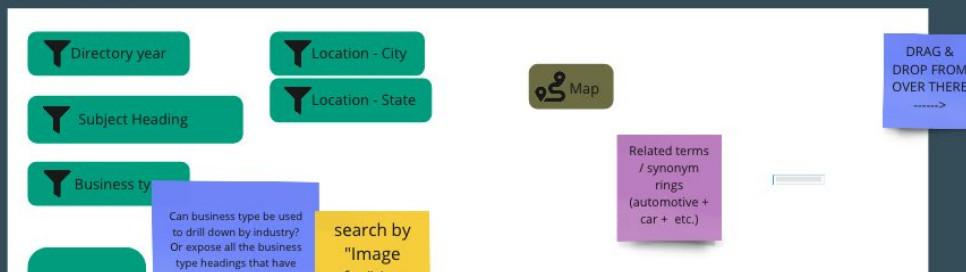 Directory year
Location - City
Location - State
Map
Subject Heading
Business ty
DRAG &
DROP FROM
OVER THERE
------>
Related terms
/ synonym
rings
(automotive +
car + etc.)
Can business type be used
to drill down by industry?
Or expose all the business
type headings that have
search by
"Image